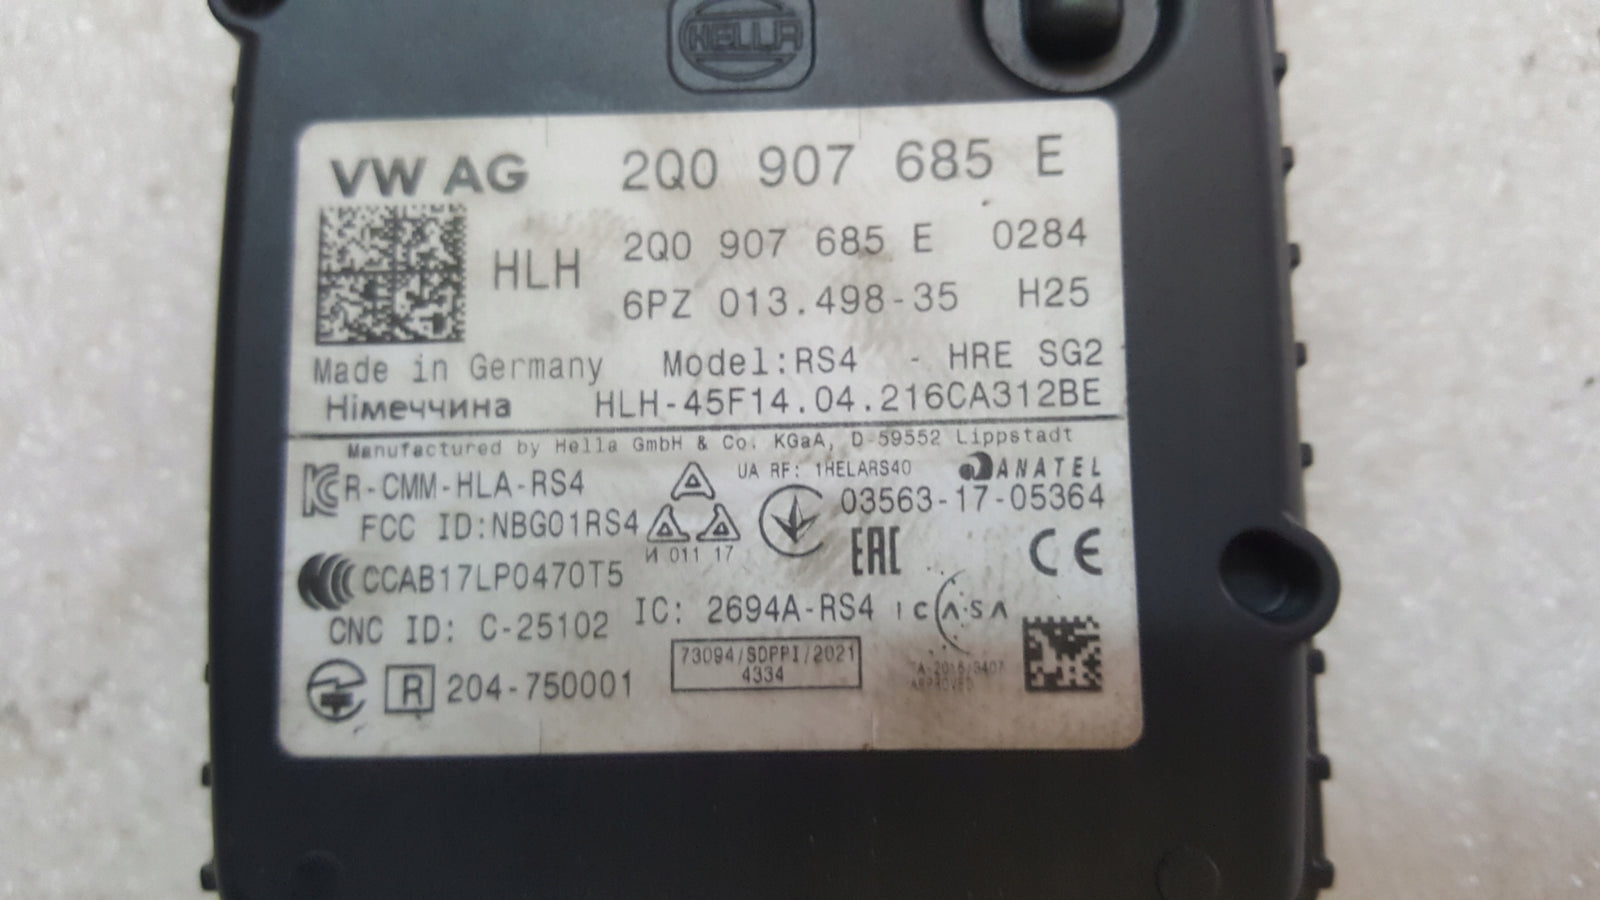 HELLA
VW AG 2Q0 907 685 E
HLH 2Q0 907 685 E 0284
6PZ 013.498-35 H25
Made in Germany Model:RS4 - HRE SG2
Німеччина HLH-45F14.04.216CA312BE
Manufactured by Hella GmbH & Co. KGaA, D-59552 Lippstadt
R-CMM-HLA-RS4 UA RF: 1HELARS40 ANATEL
FCC ID:NBG01RS4 03563-17-05364
И 011 17 EAC CE
CCAB17LP0470T5
CNC ID: C-25102 IC: 2694A-RS4 ICASA
R 204-750001 73094/SDPPI/2021
4334
APPROVED